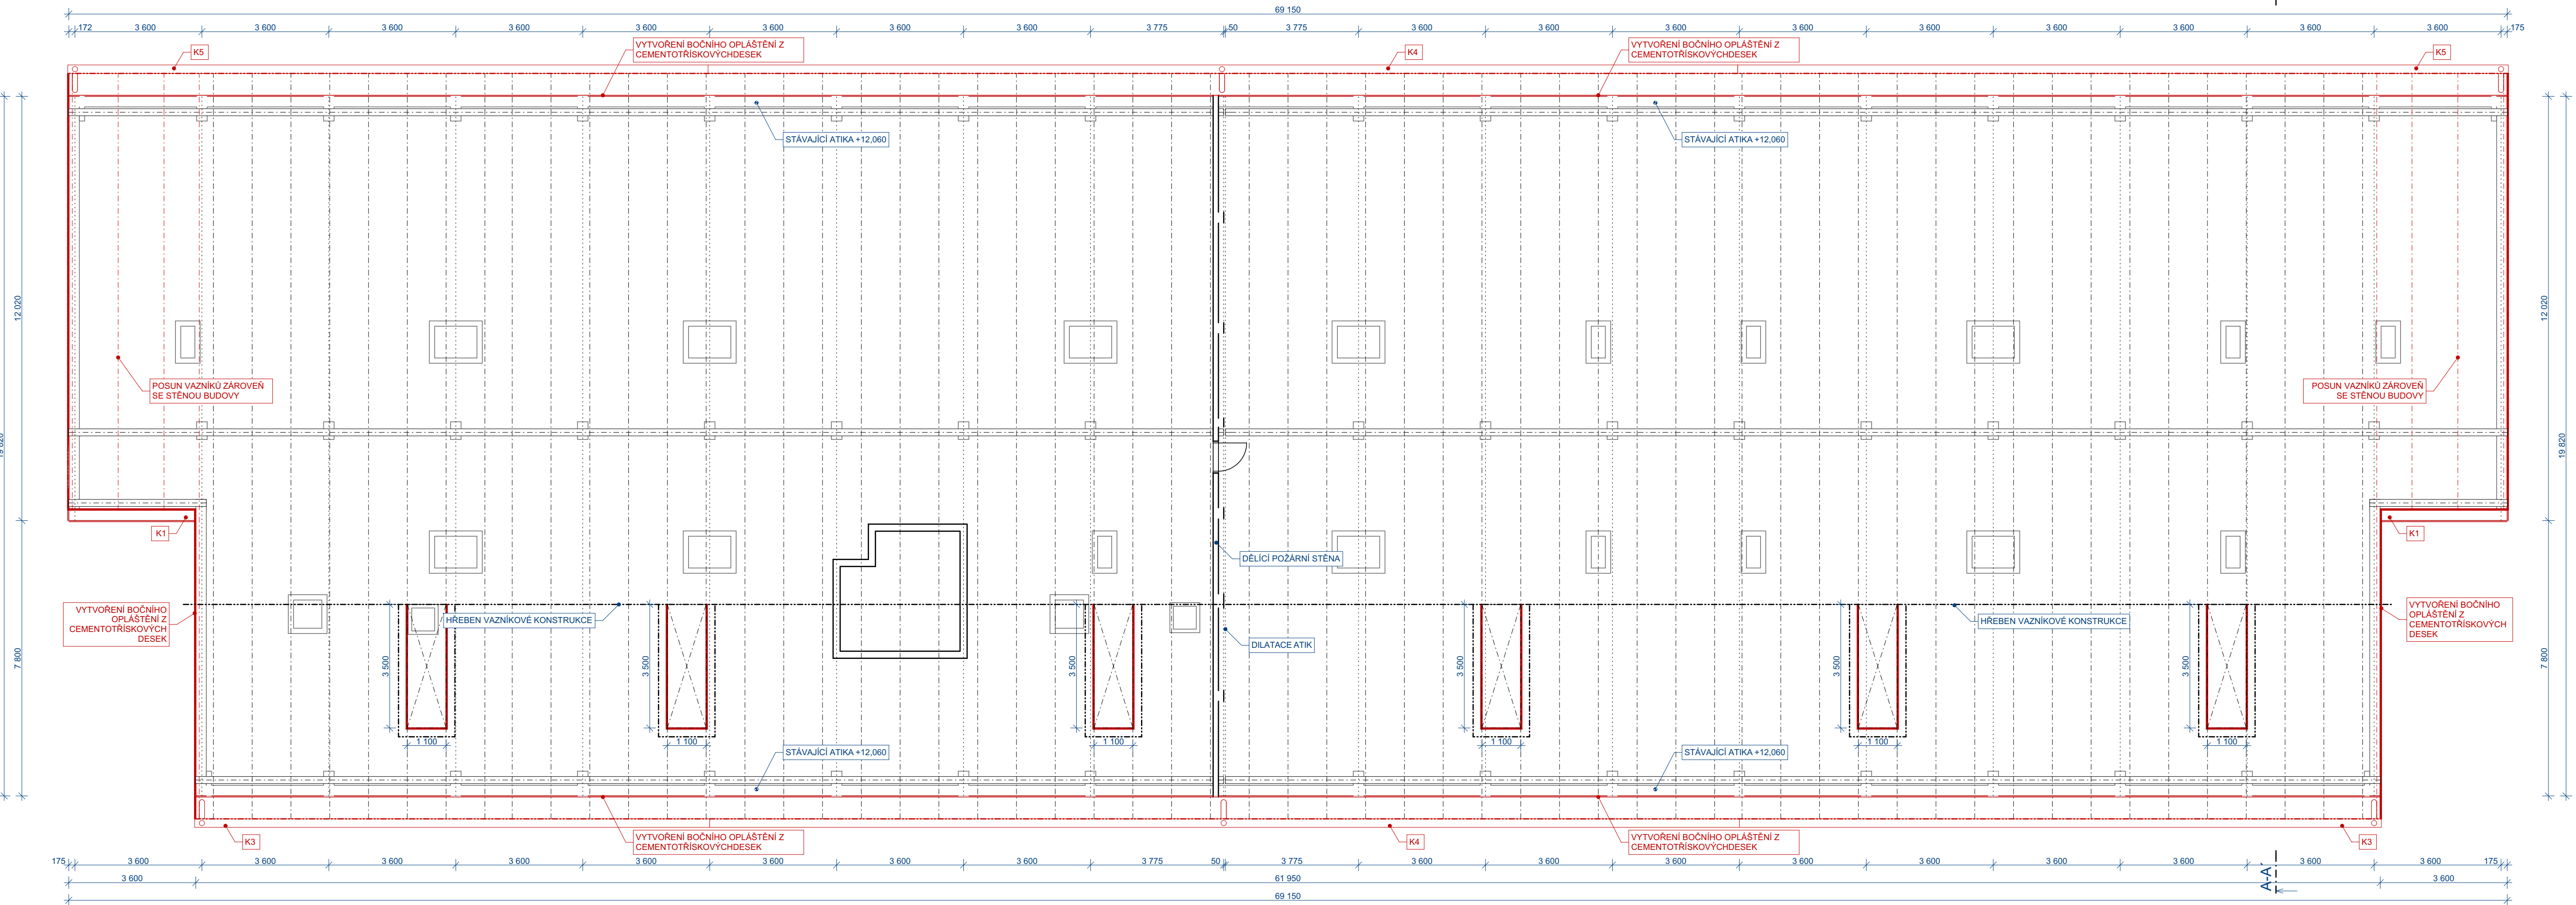 69 150
172 3 600 3 600 3 600 3 600 3 600 3 600 3 600 3 600 3 775 50 3 775 3 600 3 600 3 600 3 600 3 600 3 600 3 600 3 600 3 600 175
K5
VYTVOŘENÍ BOČNÍHO OPLÁŠTĚNÍ Z
CEMENTOTŘÍSKOVÝCHDESEK
K4
VYTVOŘENÍ BOČNÍHO OPLÁŠTĚNÍ Z
CEMENTOTŘÍSKOVÝCHDESEK
K5
STÁVAJÍCÍ ATIKA +12,060
STÁVAJÍCÍ ATIKA +12,060
12 020
12 020
POSUN VAZNÍKŮ ZÁROVEŇ
SE STĚNOU BUDOVY
POSUN VAZNÍKŮ ZÁROVEŇ
SE STĚNOU BUDOVY
19 820
K1
K1
DĚLÍCÍ POŽÁRNÍ STĚNA
VYTVOŘENÍ BOČNÍHO
OPLÁŠTĚNÍ Z
CEMENTOTŘÍSKOVÝCH
DESEK
HŘEBEN VAZNÍKOVÉ KONSTRUKCE
HŘEBEN VAZNÍKOVÉ KONSTRUKCE
VYTVOŘENÍ BOČNÍHO
OPLÁŠTĚNÍ Z
CEMENTOTŘÍSKOVÝCH
DESEK
DILATACE ATIK
7 800
3 500
3 500
3 500
3 500
3 500
3 500
7 800
1 100
1 100
1 100
1 100
1 100
1 100
STÁVAJÍCÍ ATIKA +12,060
STÁVAJÍCÍ ATIKA +12,060
K3
VYTVOŘENÍ BOČNÍHO OPLÁŠTĚNÍ Z
CEMENTOTŘÍSKOVÝCHDESEK
K4
VYTVOŘENÍ BOČNÍHO OPLÁŠTĚNÍ Z
CEMENTOTŘÍSKOVÝCHDESEK
K3
175 3 600 3 600 3 600 3 600 3 600 3 600 3 600 3 600 3 775 50 3 775 3 600 3 600 3 600 3 600 3 600 3 600 3 600 3 600 3 600 175
3 600 61 950 3 600
A-A`
69 150